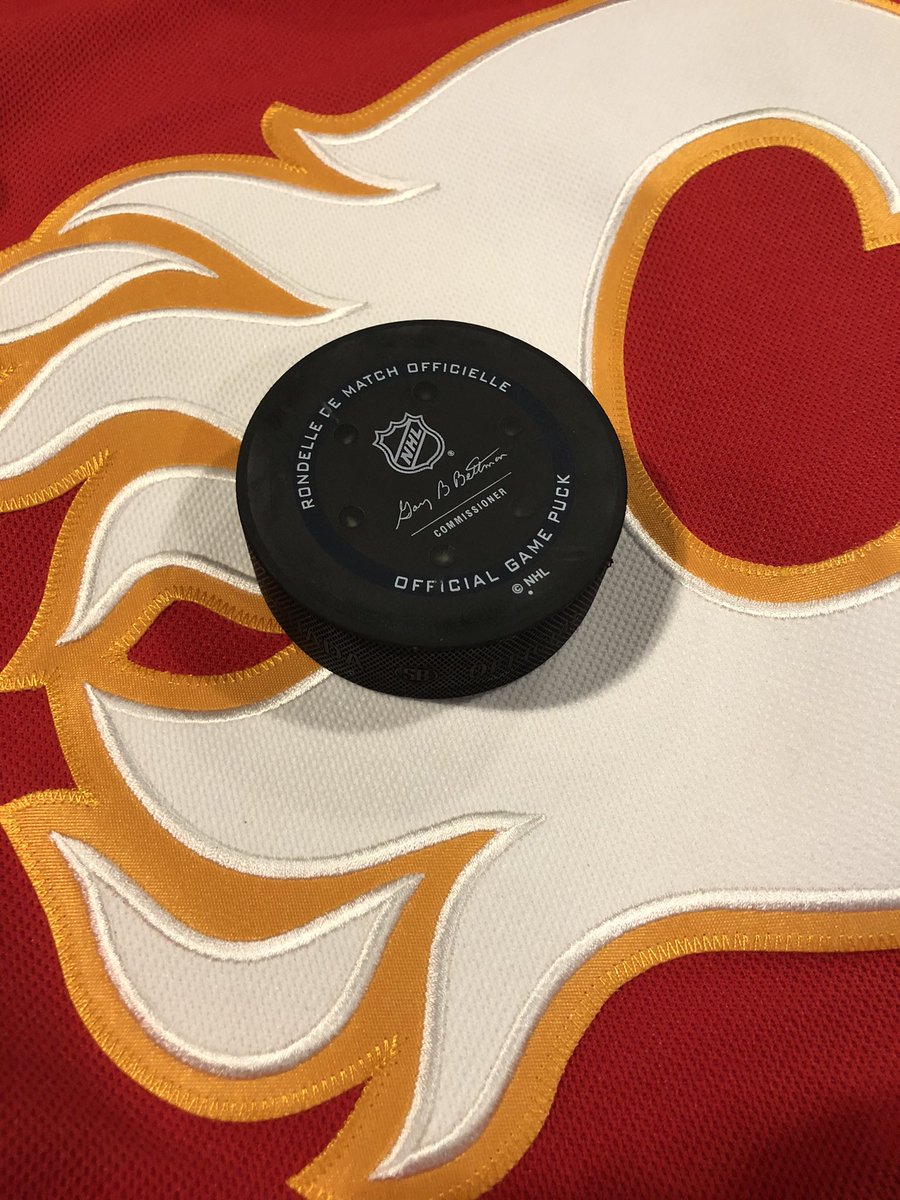 RONDELLE DE MATCH OFFICIELLE
NHL
®
Gary B Bettman
COMMISSIONER
OFFICIAL GAME PUCK
© NHL